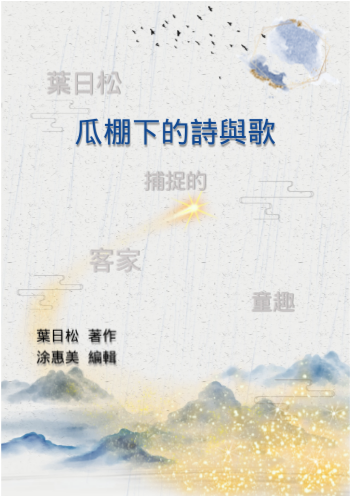 葉日松
瓜棚下的詩與歌
捕捉的
客家
童趣
葉日松 著作
涂惠美 編輯